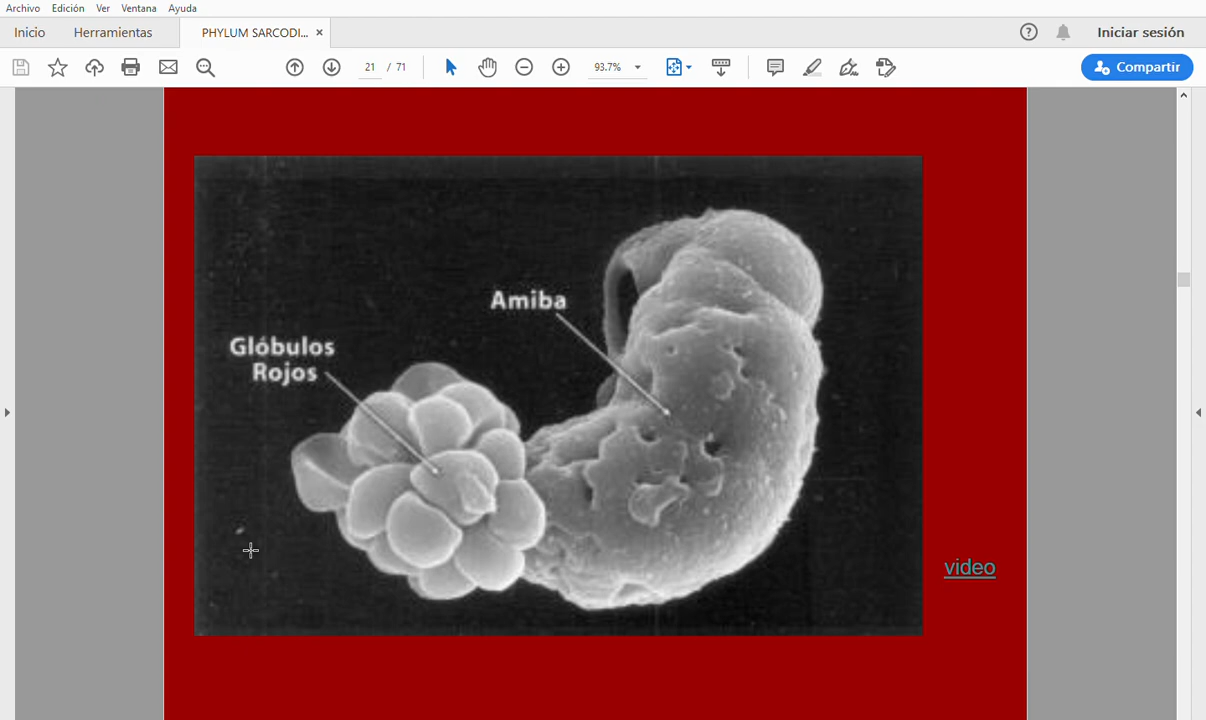 Archivo Edición Ver Ventana Ayuda
Inicio Herramientas PHYLUM SARCODI... × Iniciar sesión
21 / 71 93.7% Compartir
Amiba
Glóbulos
Rojos
video